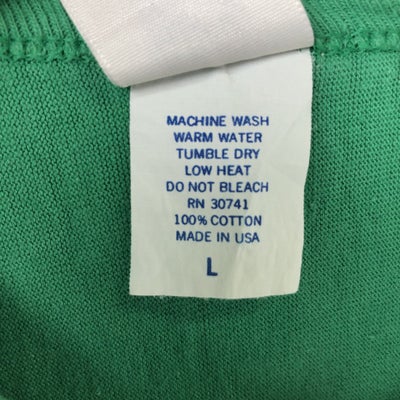 MACHINE WASH
WARM WATER
TUMBLE DRY
LOW HEAT
DO NOT BLEACH
RN 30741
100% COTTON
MADE IN USA
L